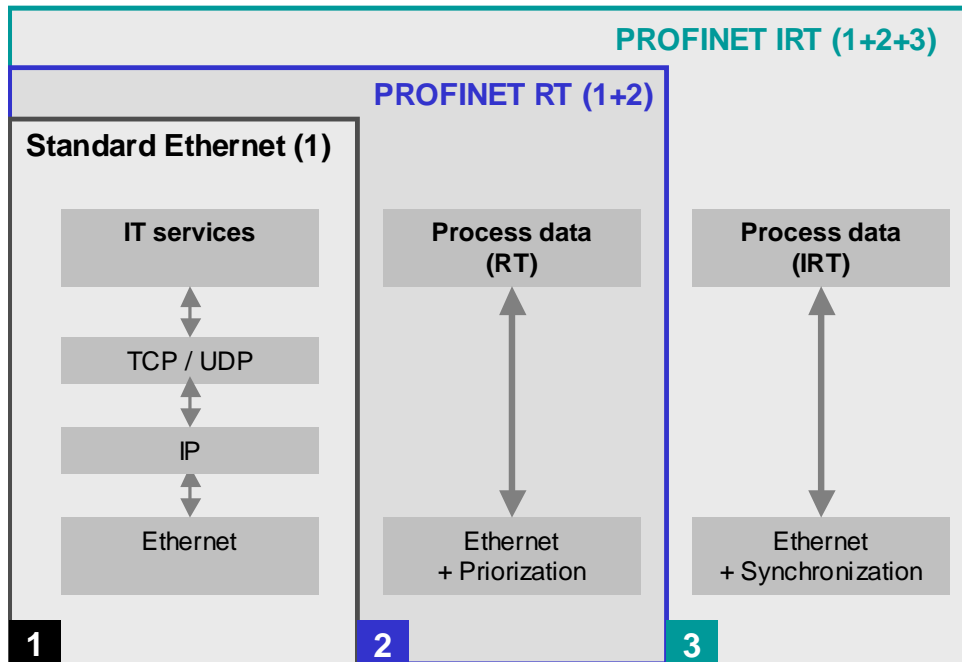 PROFINET IRT (1+2+3)
PROFINET RT (1+2)
Standard Ethernet (1)
IT services
TCP / UDP
IP
Ethernet
Process data
(RT)
Ethernet
+ Priorization
Process data
(IRT)
Ethernet
+ Synchronization
1
2
3